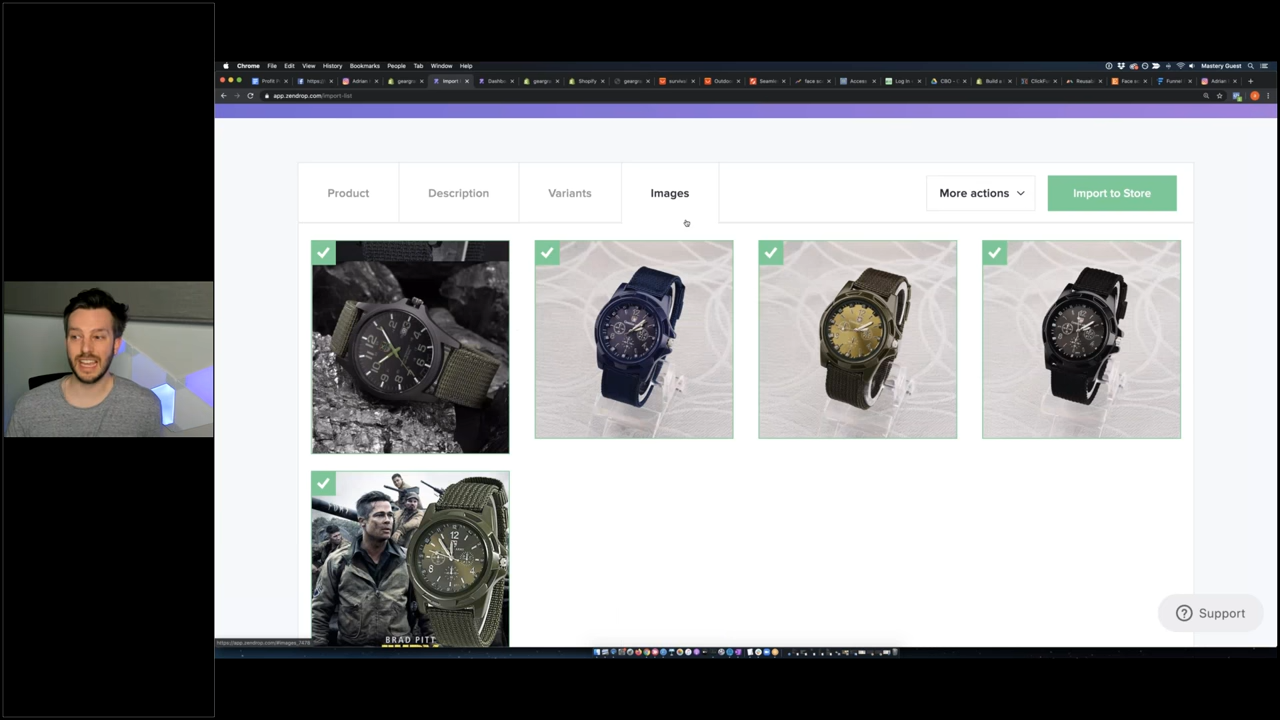 Chrome File Edit View History Bookmarks People Tab Window Help
Mastery Guest
app.zendrop.com/import-list
Product
Description
Variants
Images
More actions
Import to Store
BRAD PITT
Support